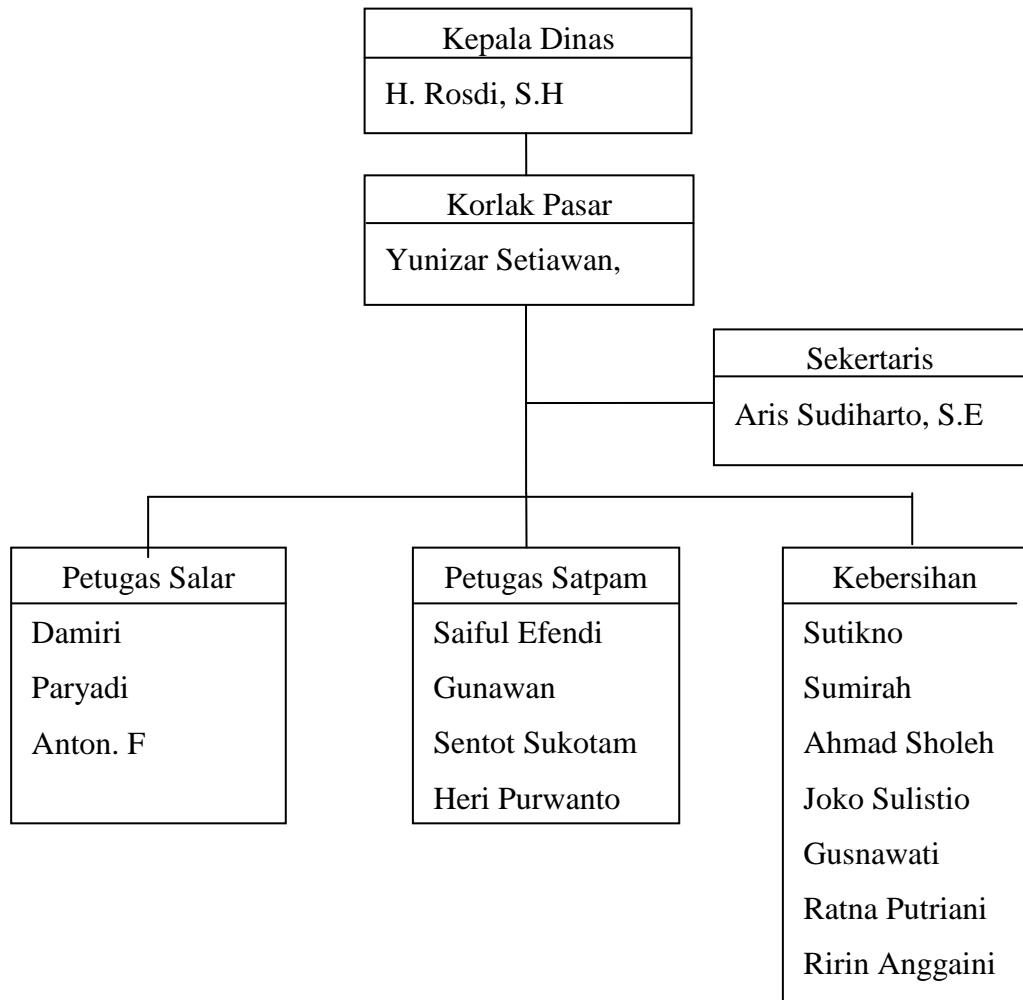 Kepala Dinas
H. Rosdi, S.H
Korlak Pasar
Yunizar Setiawan,
Sekertaris
Aris Sudiharto, S.E
Petugas Salar
Damiri
Paryadi
Anton. F
Petugas Satpam
Saiful Efendi
Gunawan
Sentot Sukotam
Heri Purwanto
Kebersihan
Sutikno
Sumirah
Ahmad Sholeh
Joko Sulistio
Gusnawati
Ratna Putriani
Ririn Anggaini